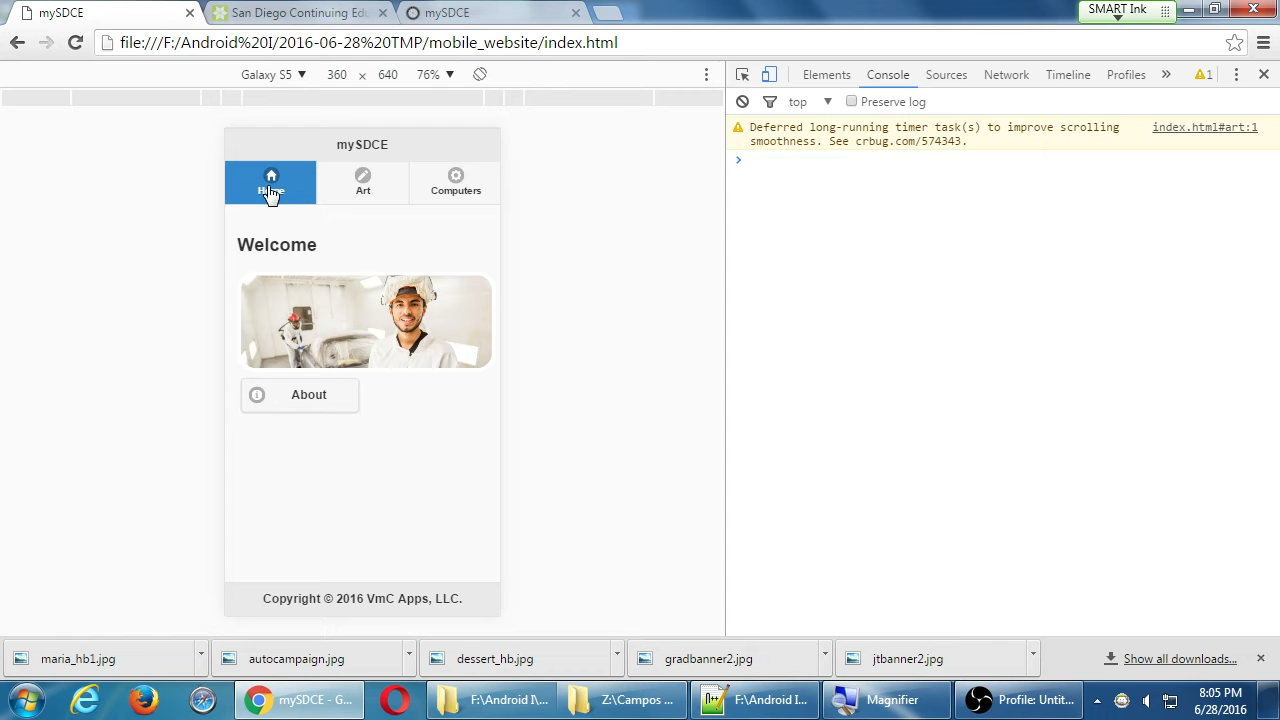 mySDCE
San Diego Continuing Edu
mySDCE
SMART Ink
file:///F:/Android%20I/2016-06-28%20TMP/mobile_website/index.html
Galaxy S5 ▼ 360 x 640 76% ▼
Elements Console Sources Network Timeline Profiles » 1
top ▼ Preserve log
Deferred long-running timer task(s) to improve scrolling
smoothness. See crbug.com/574343.
index.html#art:1
mySDCE
Home Art Computers
Welcome
About
Copyright © 2016 VmC Apps, LLC.
maria_hb1.jpg autocampaign.jpg dessert_hb.jpg gradbanner2.jpg jtbanner2.jpg Show all downloads...
mySDCE - G... F:\Android I\... Z:\Campos ... F:\Android I... Magnifier Profile: Untit...
8:05 PM
6/28/2016